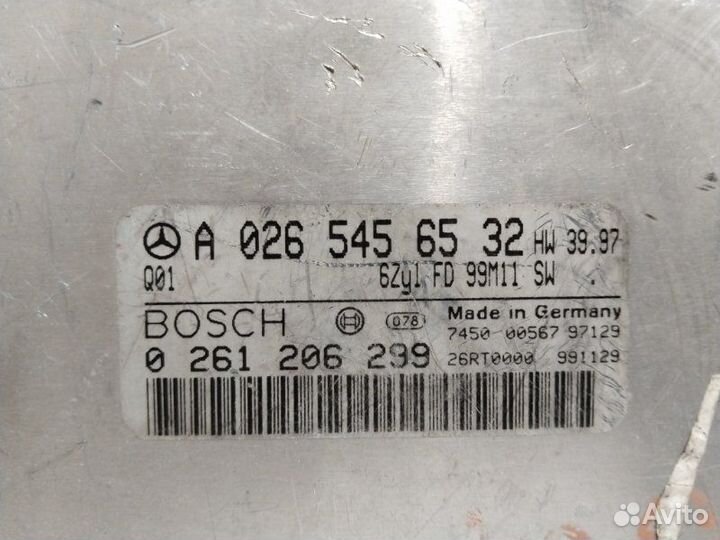 A 026 545 65 32 HW 39.97
Q01 6Zyl FD 99M11 SW .
BOSCH 078 Made in Germany
7450 00567 97129
0 261 206 299 26RT0000 991129
Avito